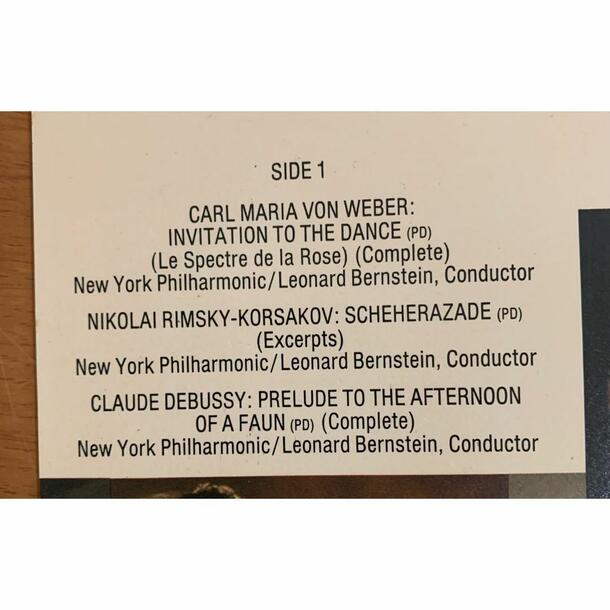 SIDE 1
CARL MARIA VON WEBER:
INVITATION TO THE DANCE (PD)
(Le Spectre de la Rose) (Complete)
New York Philharmonic/Leonard Bernstein, Conductor
NIKOLAI RIMSKY-KORSAKOV: SCHEHERAZADE (PD)
(Excerpts)
New York Philharmonic/Leonard Bernstein, Conductor
CLAUDE DEBUSSY: PRELUDE TO THE AFTERNOON
OF A FAUN (PD) (Complete)
New York Philharmonic/Leonard Bernstein, Conductor